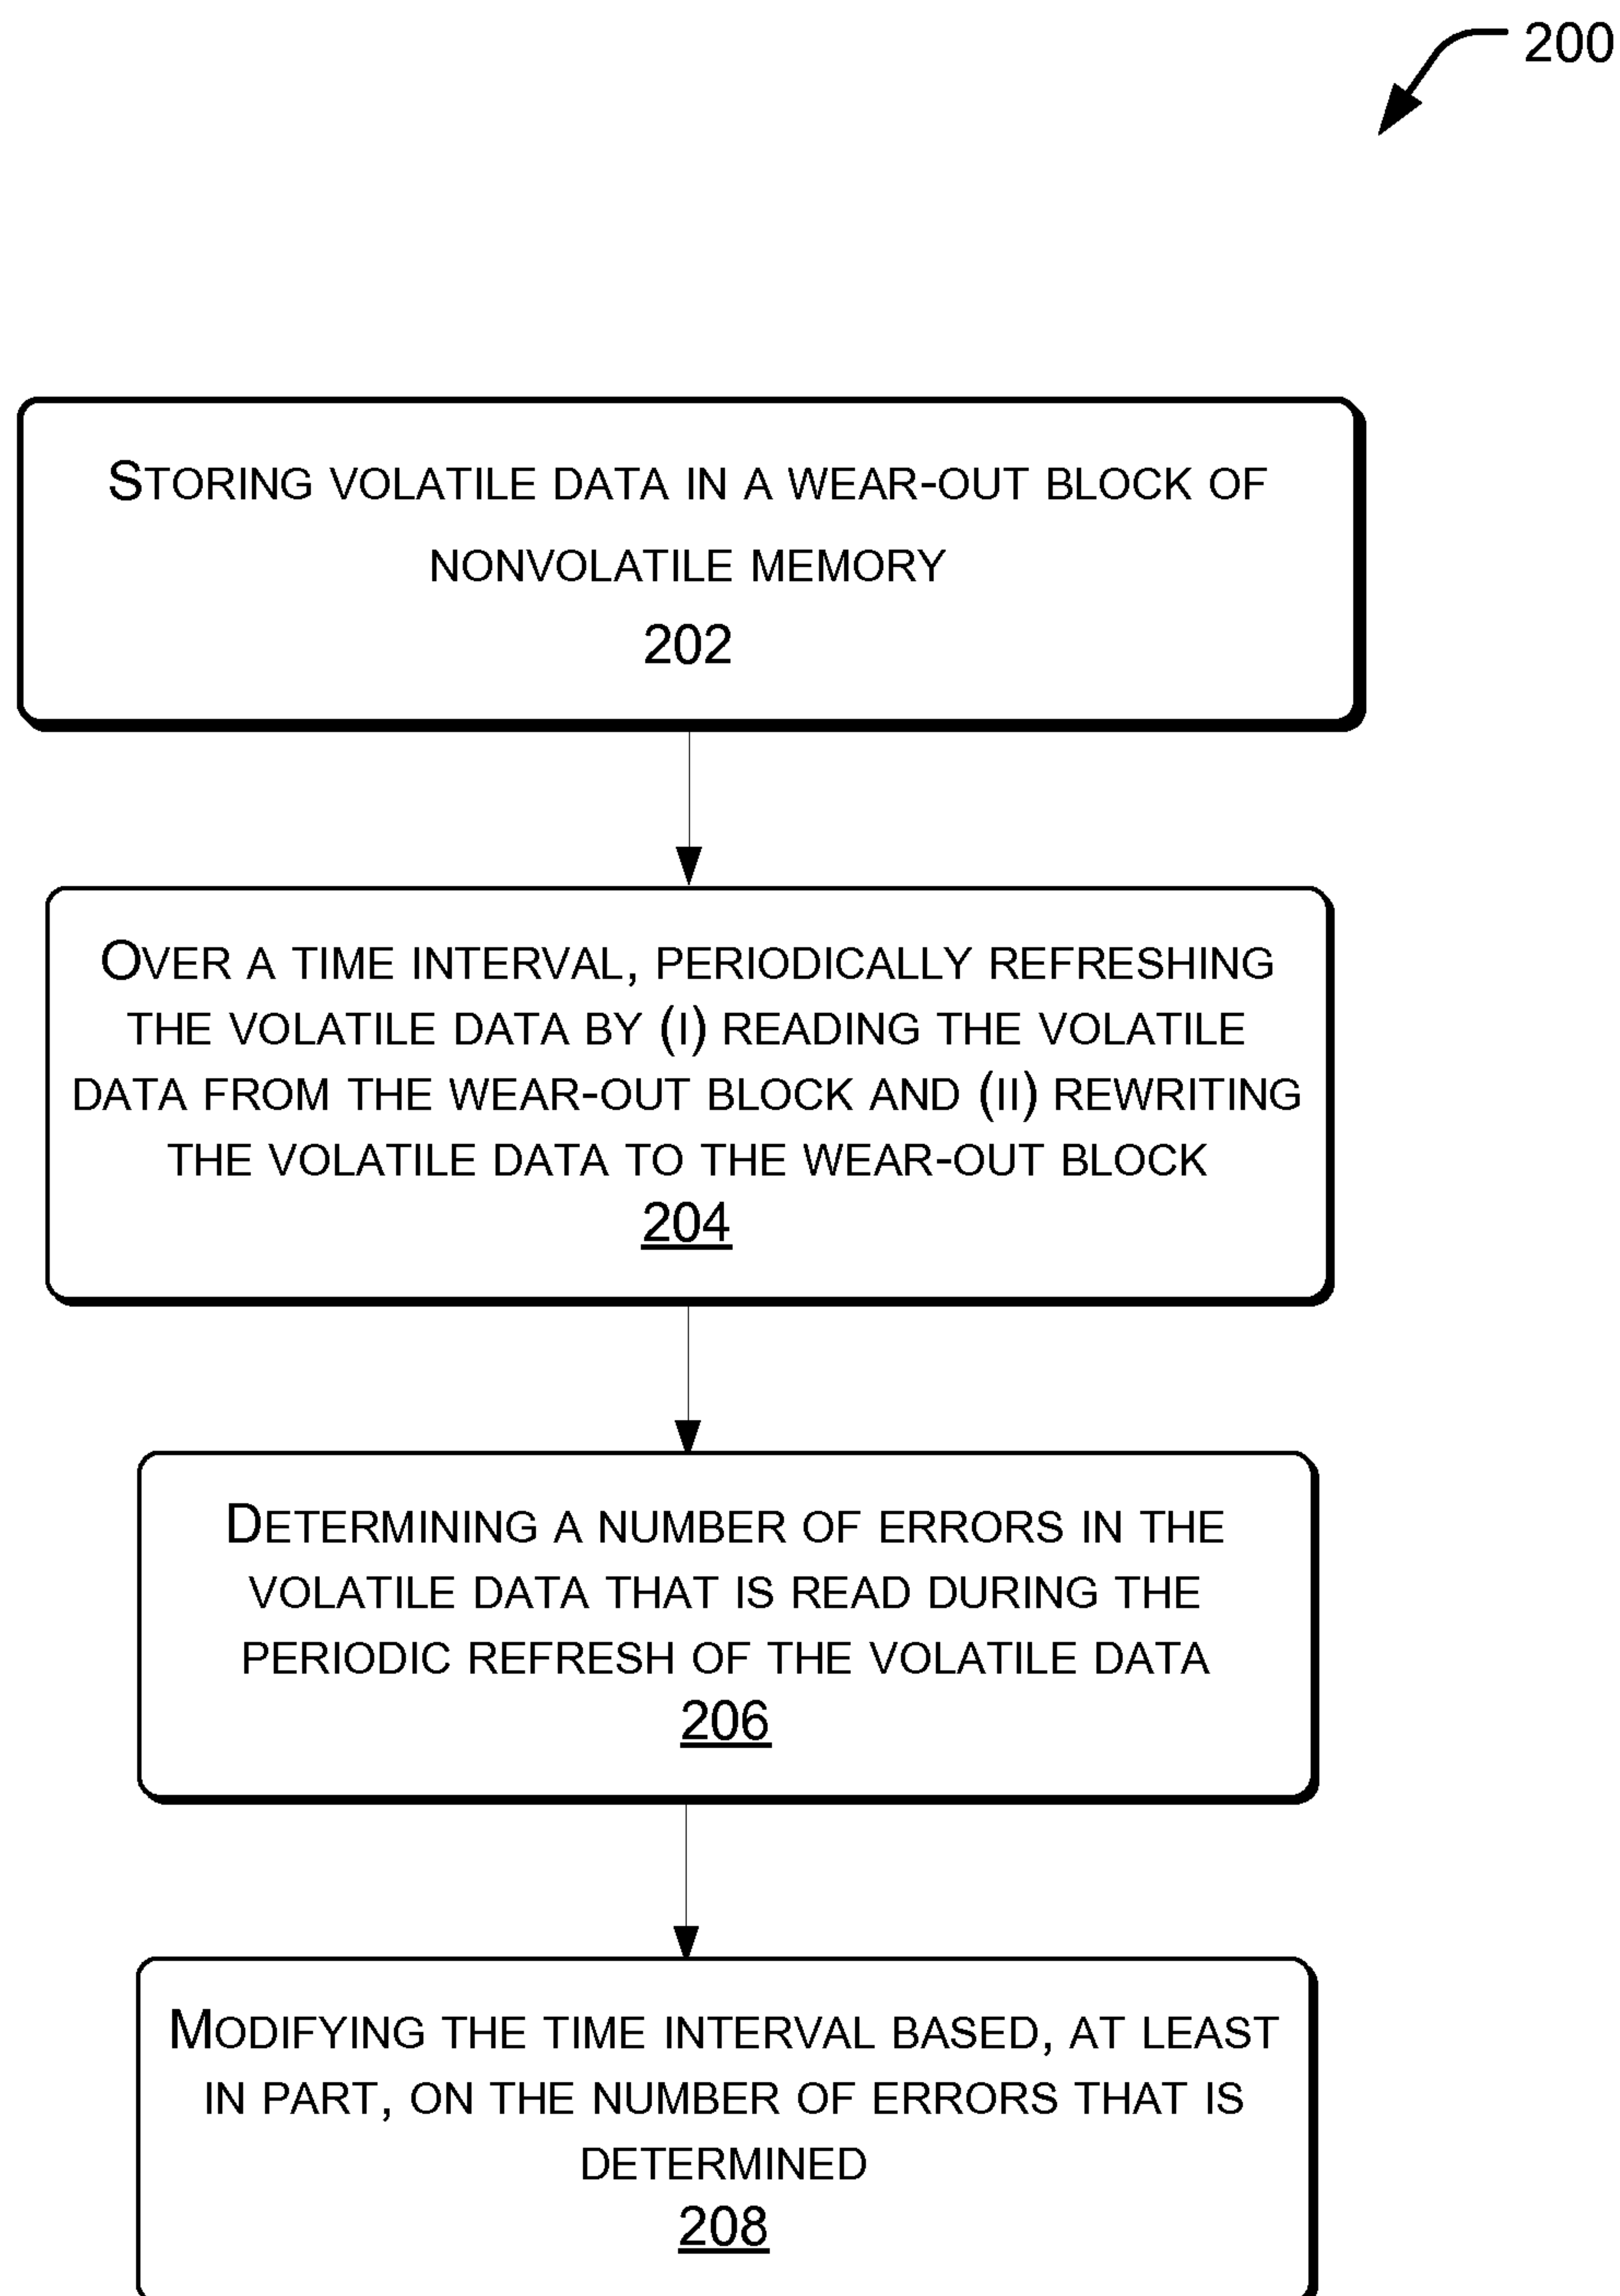 200
STORING VOLATILE DATA IN A WEAR-OUT BLOCK OF
NONVOLATILE MEMORY
202
OVER A TIME INTERVAL, PERIODICALLY REFRESHING
THE VOLATILE DATA BY (I) READING THE VOLATILE
DATA FROM THE WEAR-OUT BLOCK AND (II) REWRITING
THE VOLATILE DATA TO THE WEAR-OUT BLOCK
204
DETERMINING A NUMBER OF ERRORS IN THE
VOLATILE DATA THAT IS READ DURING THE
PERIODIC REFRESH OF THE VOLATILE DATA
206
MODIFYING THE TIME INTERVAL BASED, AT LEAST
IN PART, ON THE NUMBER OF ERRORS THAT IS
DETERMINED
208